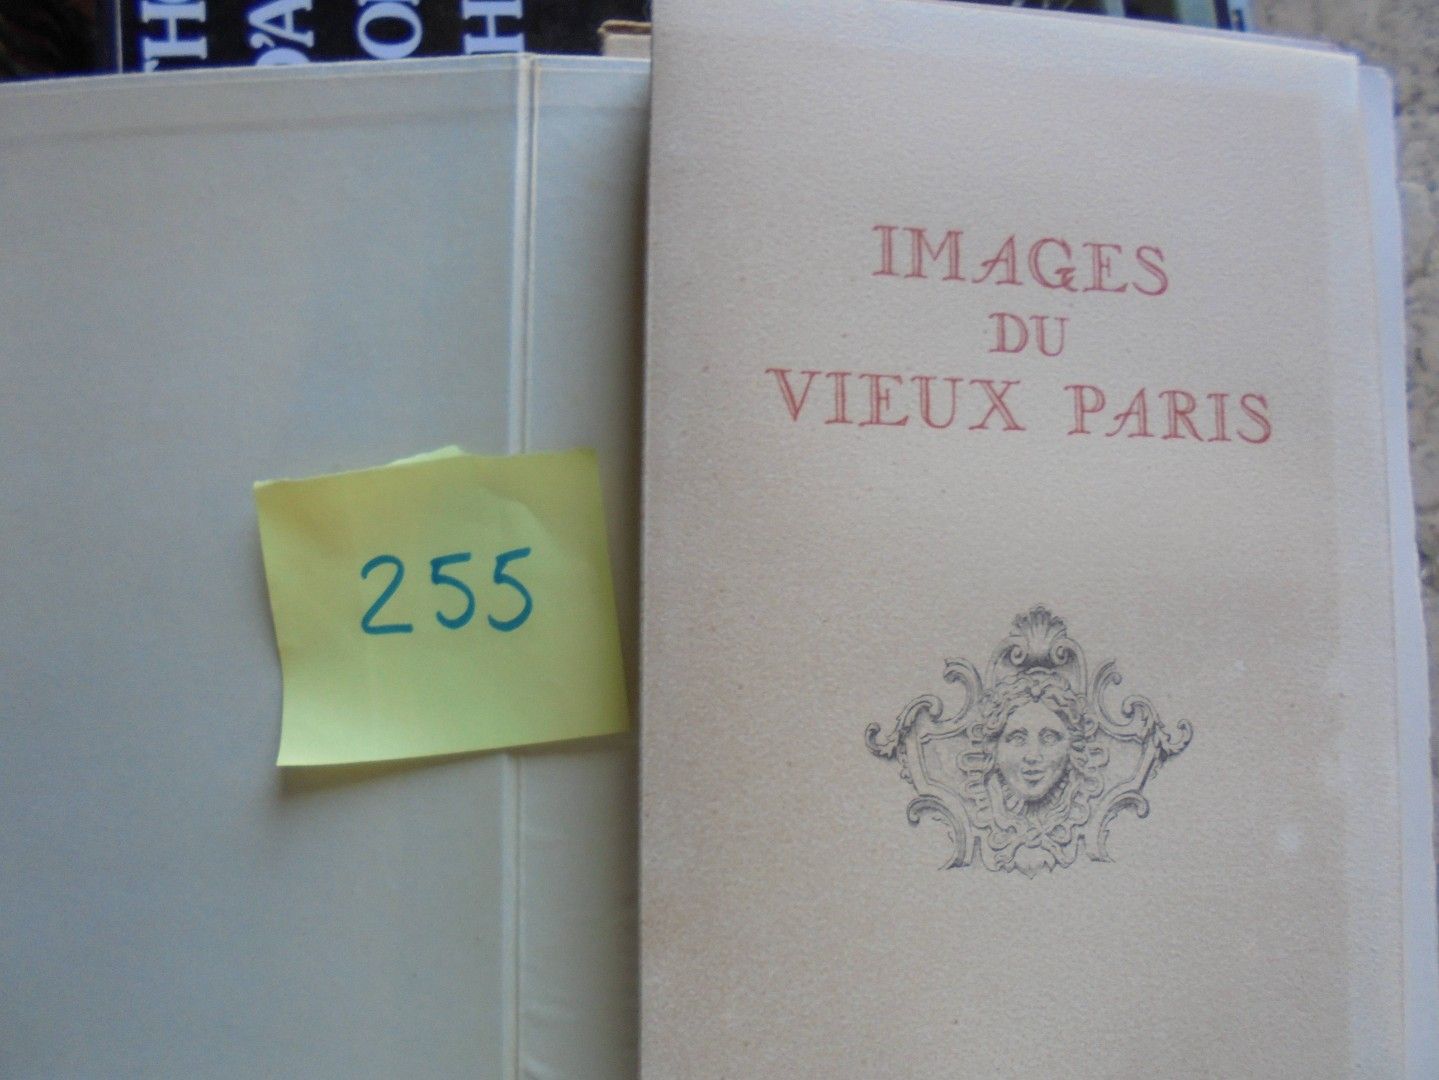 IMAGES
DU
VIEUX PARIS
255